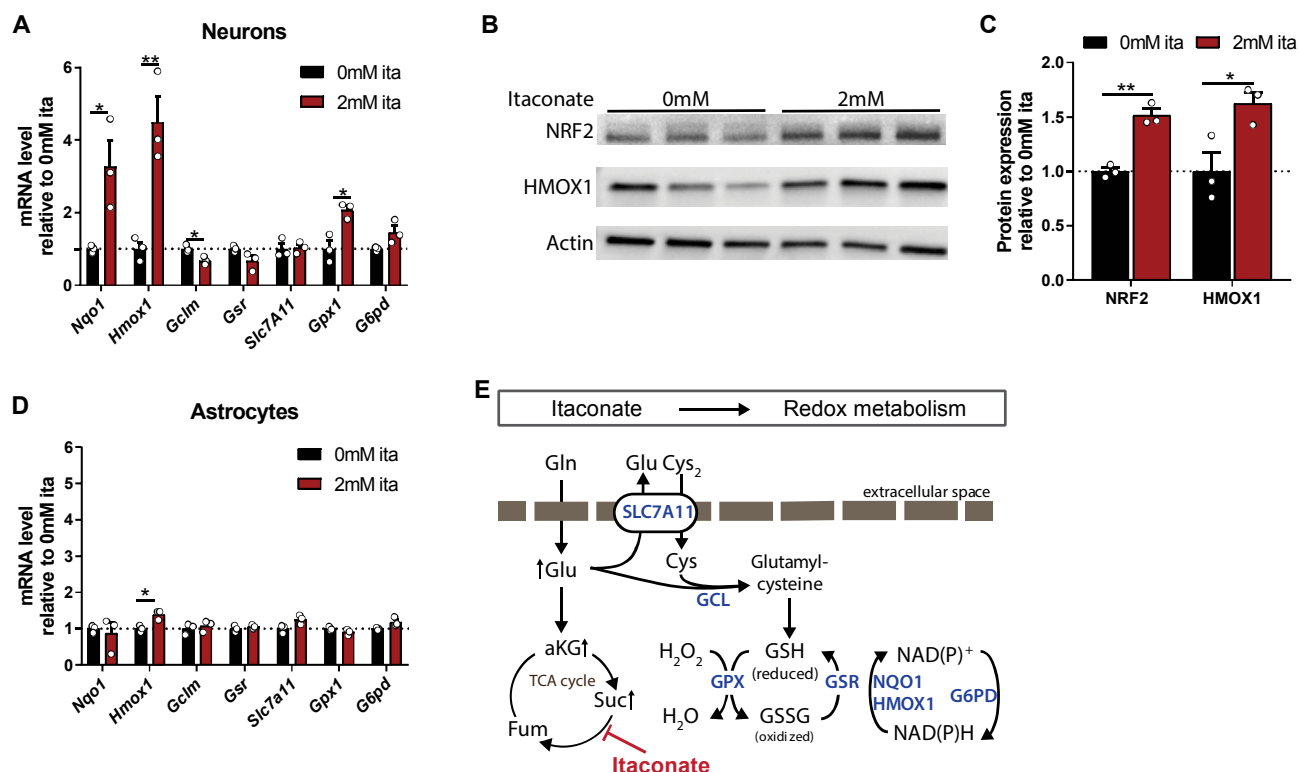 A
Neurons
mRNA level
relative to 0mM ita
6
4
2
0
0mM ita
2mM ita
*
**
*
*
Nqo1
Hmox1
Gclm
Gsr
Slc7A11
Gpx1
G6pd
B
Itaconate
0mM
2mM
NRF2
HMOX1
Actin
C
0mM ita
2mM ita
Protein expression
relative to 0mM ita
2.0
1.5
1.0
0.5
0.0
**
*
NRF2
HMOX1
D
Astrocytes
mRNA level
relative to 0mM ita
6
5
4
3
2
1
0
0mM ita
2mM ita
*
Nqo1
Hmox1
Gclm
Gsr
Slc7a11
Gpx1
G6pd
E
Itaconate
Redox metabolism
Gln
Glu
Cys2
extracellular space
SLC7A11
↑Glu
Cys
Glutamyl-
cysteine
GCL
aKG↑
TCA cycle
Suc↑
Fum
Itaconate
H2O2
H2O
GPX
GSH
(reduced)
GSSG
(oxidized)
GSR
NAD(P)+
NQO1
HMOX1
G6PD
NAD(P)H